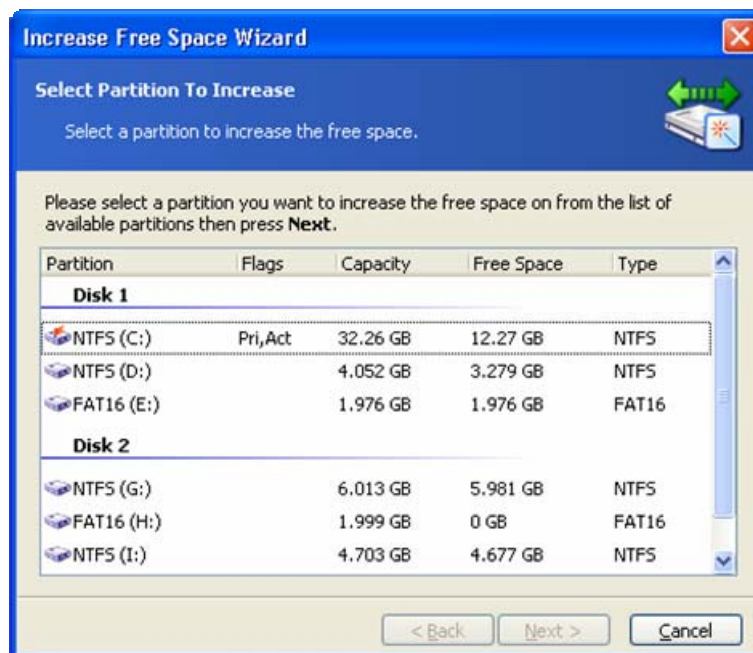 Increase Free Space Wizard
Select Partition To Increase
Select a partition to increase the free space.
Please select a partition you want to increase the free space on from the list of
available partitions then press Next.
Partition Flags Capacity Free Space Type
Disk 1
NTFS (C:) Pri,Act 32.26 GB 12.27 GB NTFS
NTFS (D:) 4.052 GB 3.279 GB NTFS
FAT16 (E:) 1.976 GB 1.976 GB FAT16
Disk 2
NTFS (G:) 6.013 GB 5.981 GB NTFS
FAT16 (H:) 1.999 GB 0 GB FAT16
NTFS (I:) 4.703 GB 4.677 GB NTFS
< Back Next > Cancel